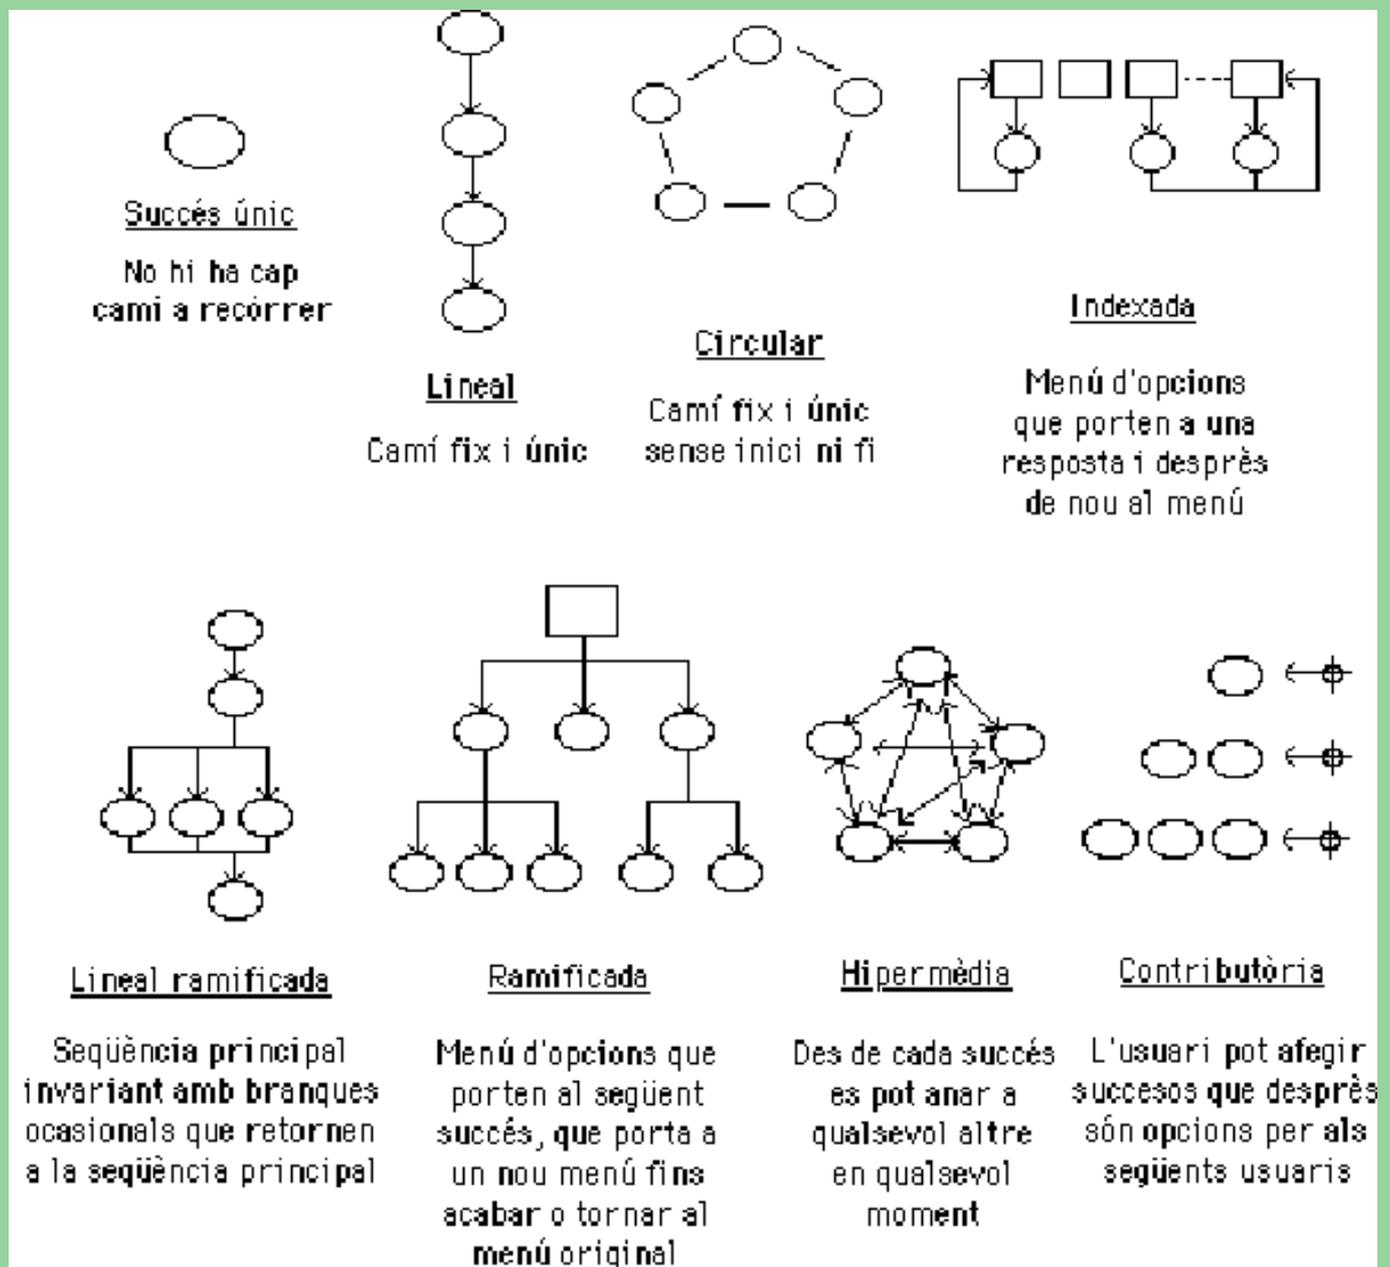 Succés únic
No hi ha cap
camí a recórrer
Lineal
Camí fix i únic
Circular
Camí fix i únic
sense inici ni fi
Indexada
Menú d'opcions
que porten a una
resposta i desprès
de nou al menú
Lineal ramificada
Seqüència principal
invariant amb branques
ocasionals que retornen
a la seqüència principal
Ramificada
Menú d'opcions que
porten al següent
succés, que porta a
un nou menú fins
acabar o tornar al
menú original
Hipermèdia
Des de cada succés
es pot anar a
qualsevol altre
en qualsevol
moment
Contributòria
L'usuari pot afegir
succesos que desprès
són opcions per als
següents usuaris